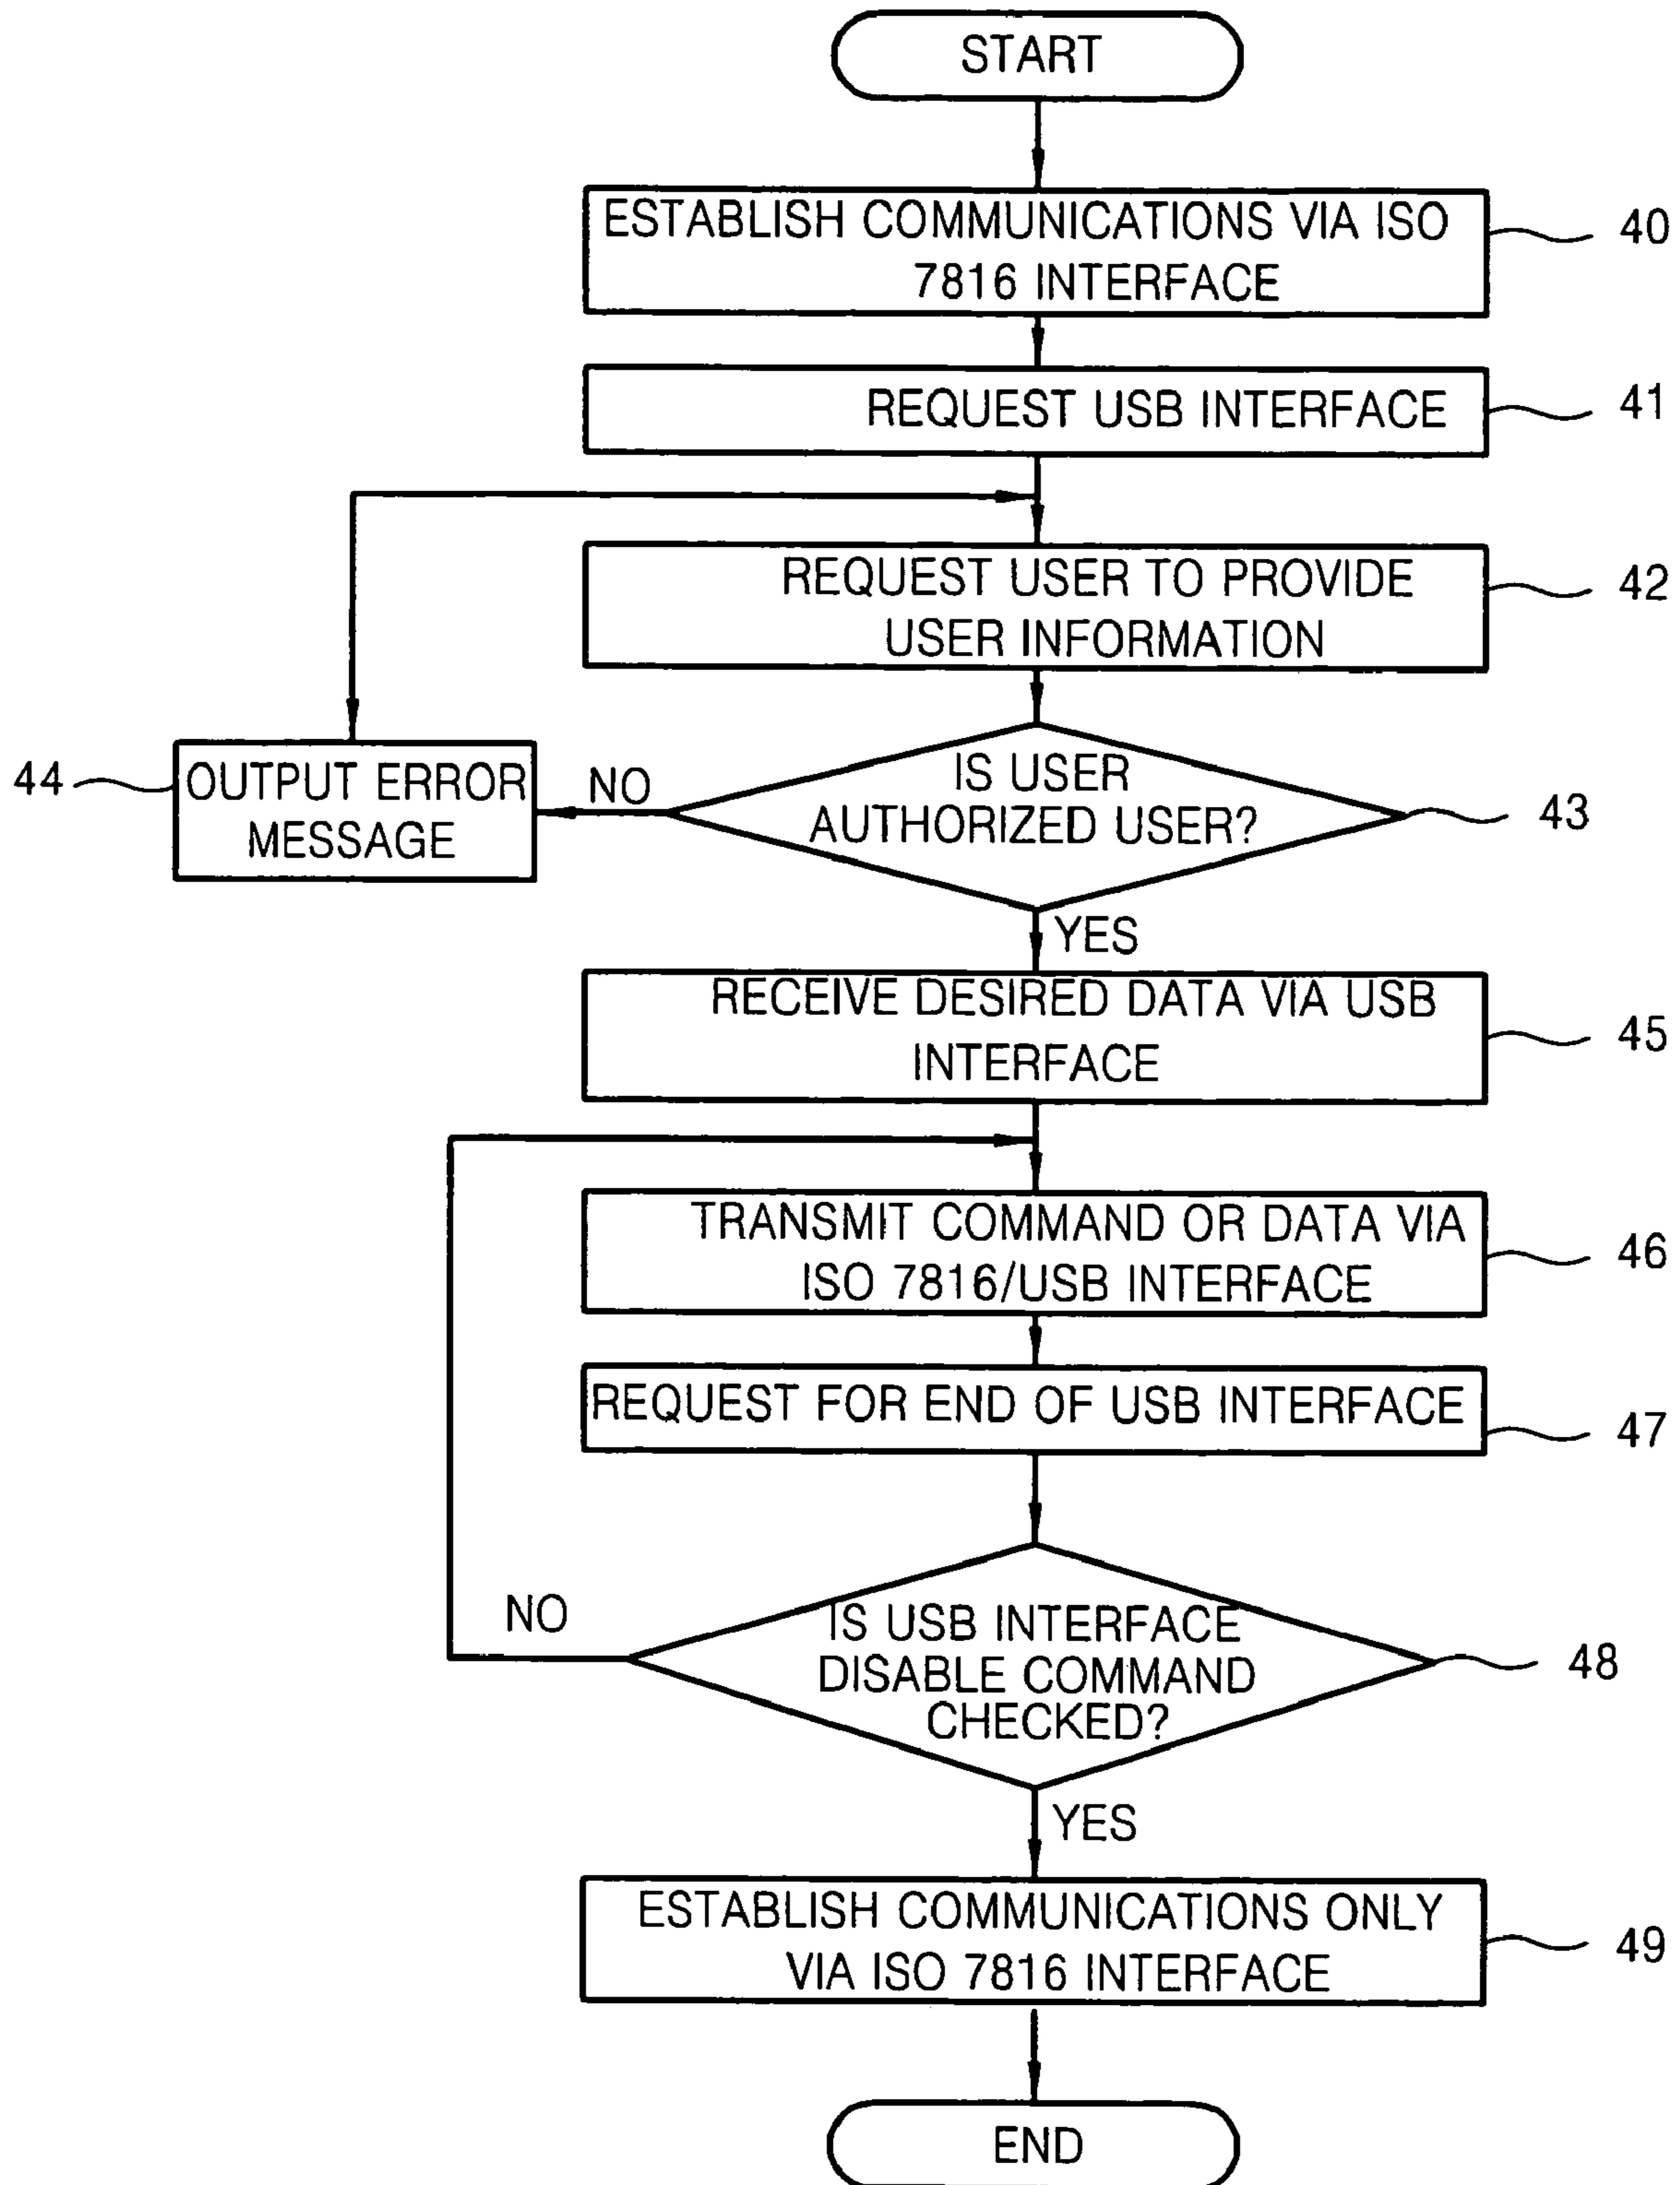 START
ESTABLISH COMMUNICATIONS VIA ISO
7816 INTERFACE
40
REQUEST USB INTERFACE
41
REQUEST USER TO PROVIDE
USER INFORMATION
42
44
OUTPUT ERROR
MESSAGE
NO
IS USER
AUTHORIZED USER?
43
YES
RECEIVE DESIRED DATA VIA USB
INTERFACE
45
TRANSMIT COMMAND OR DATA VIA
ISO 7816/USB INTERFACE
46
REQUEST FOR END OF USB INTERFACE
47
NO
IS USB INTERFACE
DISABLE COMMAND
CHECKED?
48
YES
ESTABLISH COMMUNICATIONS ONLY
VIA ISO 7816 INTERFACE
49
END